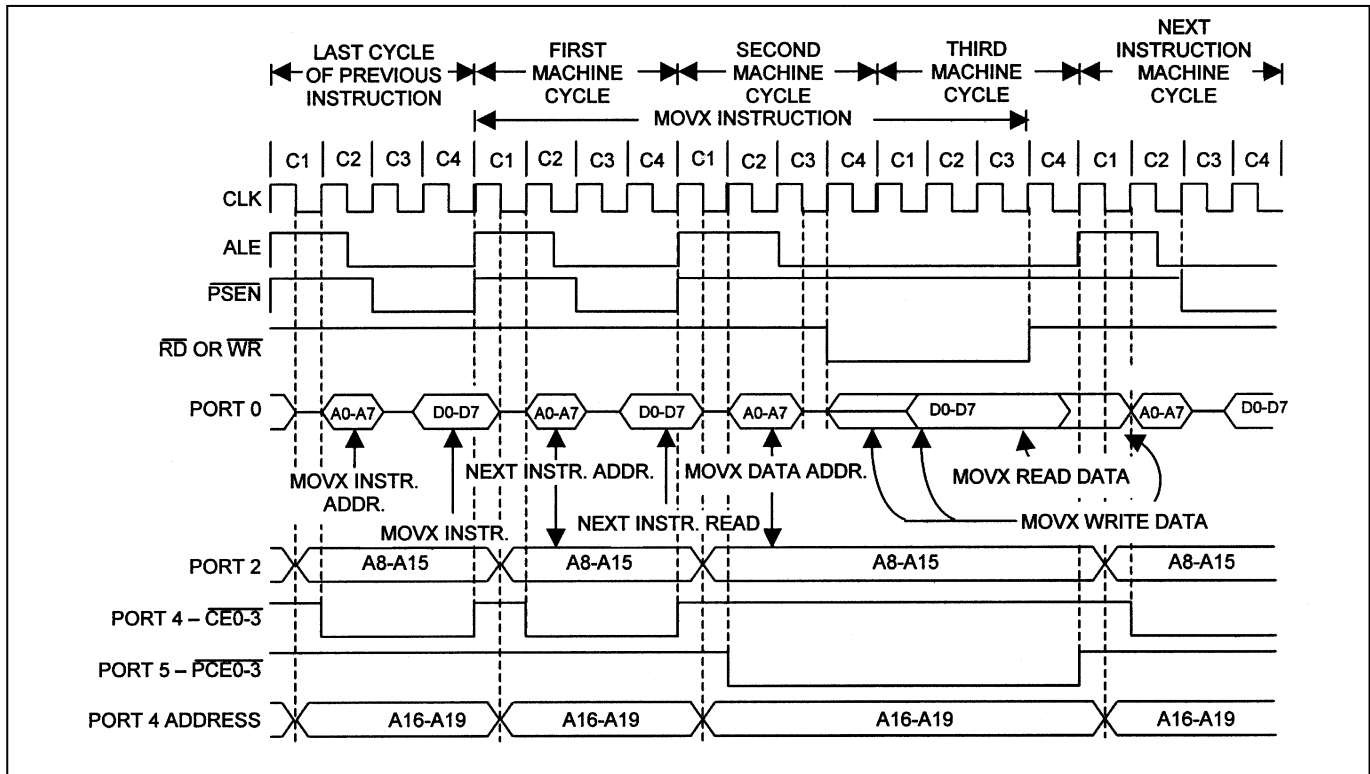 LAST CYCLE
OF PREVIOUS
INSTRUCTION
FIRST
MACHINE
CYCLE
SECOND
MACHINE
CYCLE
THIRD
MACHINE
CYCLE
NEXT
INSTRUCTION
MACHINE
CYCLE
MOVX INSTRUCTION
C1 C2 C3 C4 C1 C2 C3 C4 C1 C2 C3 C4 C1 C2 C3 C4 C1 C2 C3 C4
CLK
ALE
PSEN
RD OR WR
PORT 0 A0-A7 D0-D7 A0-A7 D0-D7 A0-A7 D0-D7 A0-A7 D0-D7
MOVX INSTR.
ADDR.
NEXT INSTR. ADDR.
MOVX DATA ADDR.
MOVX READ DATA
MOVX INSTR.
NEXT INSTR. READ
MOVX WRITE DATA
PORT 2 A8-A15 A8-A15 A8-A15 A8-A15
PORT 4 – CE0-3
PORT 5 – PCE0-3
PORT 4 ADDRESS A16-A19 A16-A19 A16-A19 A16-A19